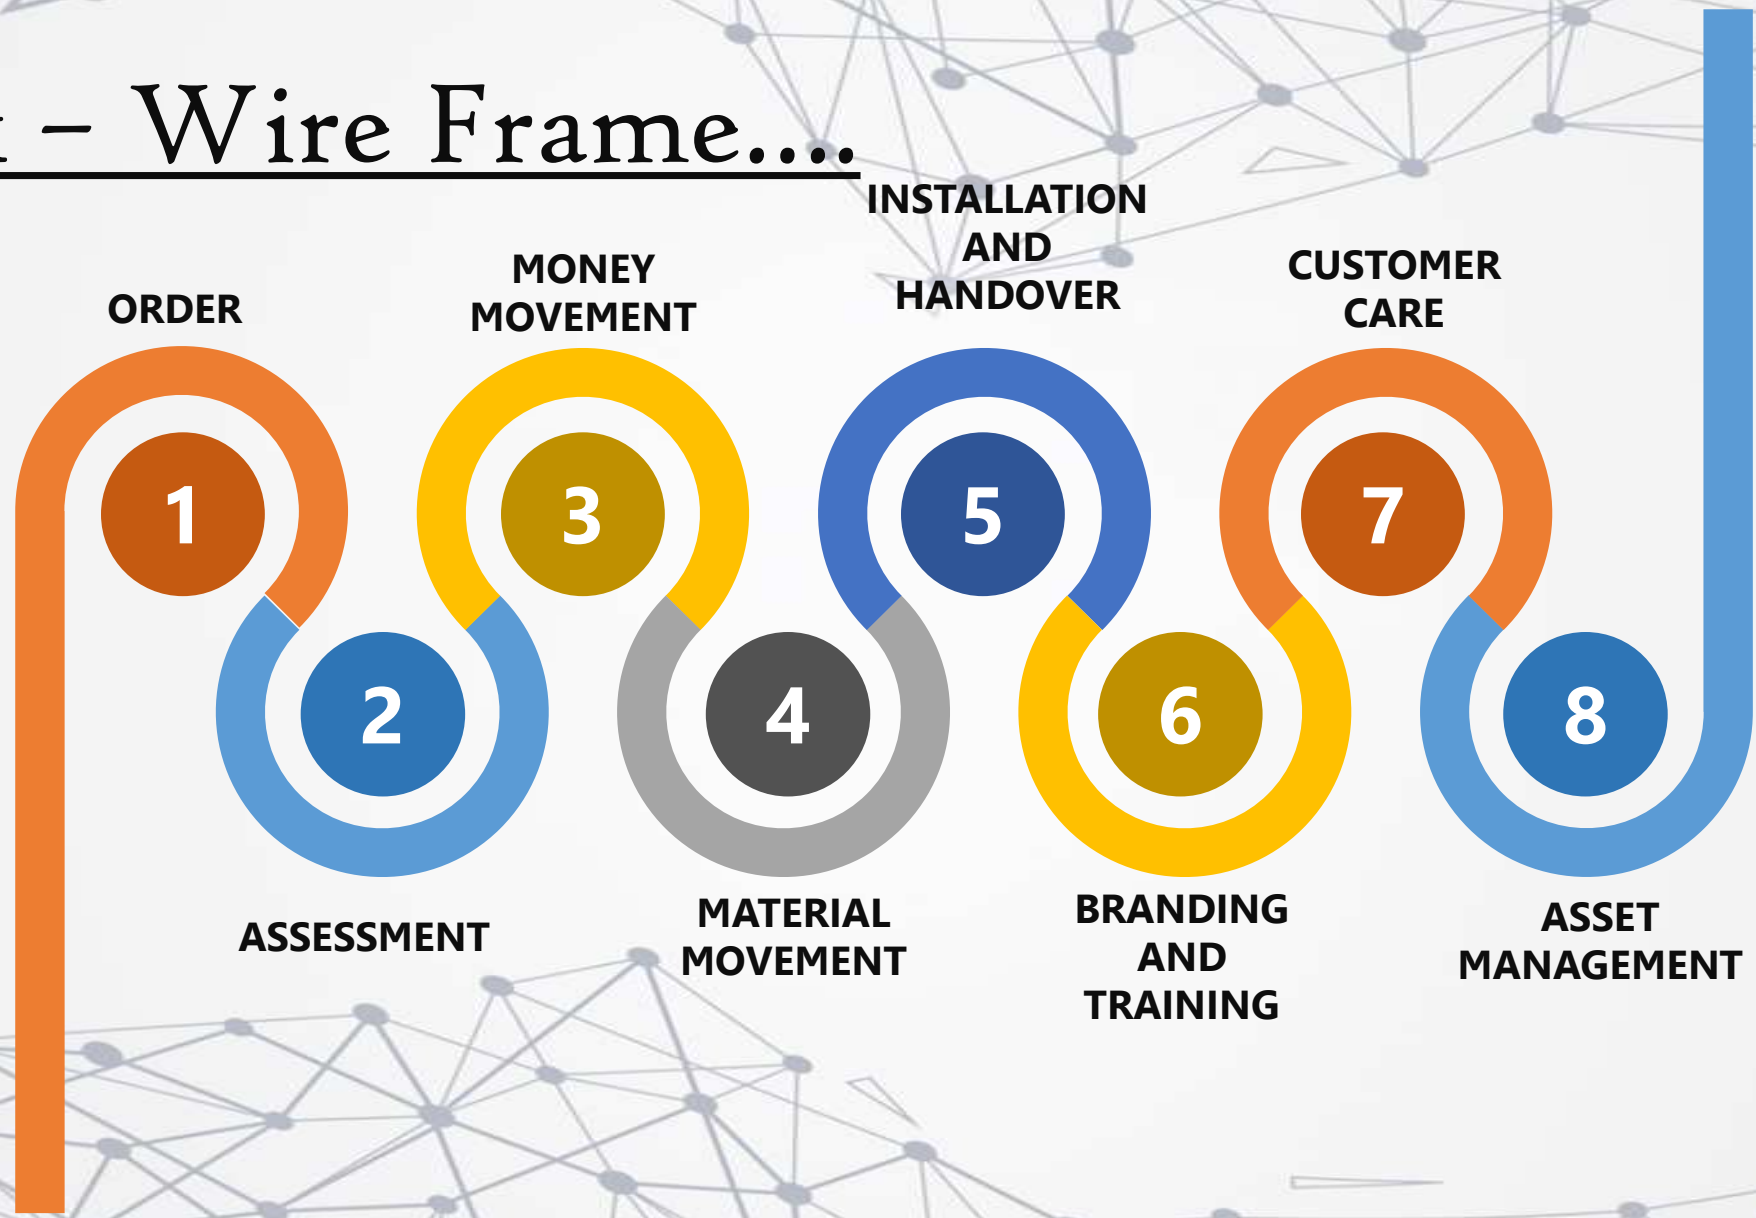 – Wire Frame....
ORDER
1
ASSESSMENT
2
MONEY
MOVEMENT
3
MATERIAL
MOVEMENT
4
INSTALLATION
AND
HANDOVER
5
BRANDING
AND
TRAINING
6
CUSTOMER
CARE
7
ASSET
MANAGEMENT
8